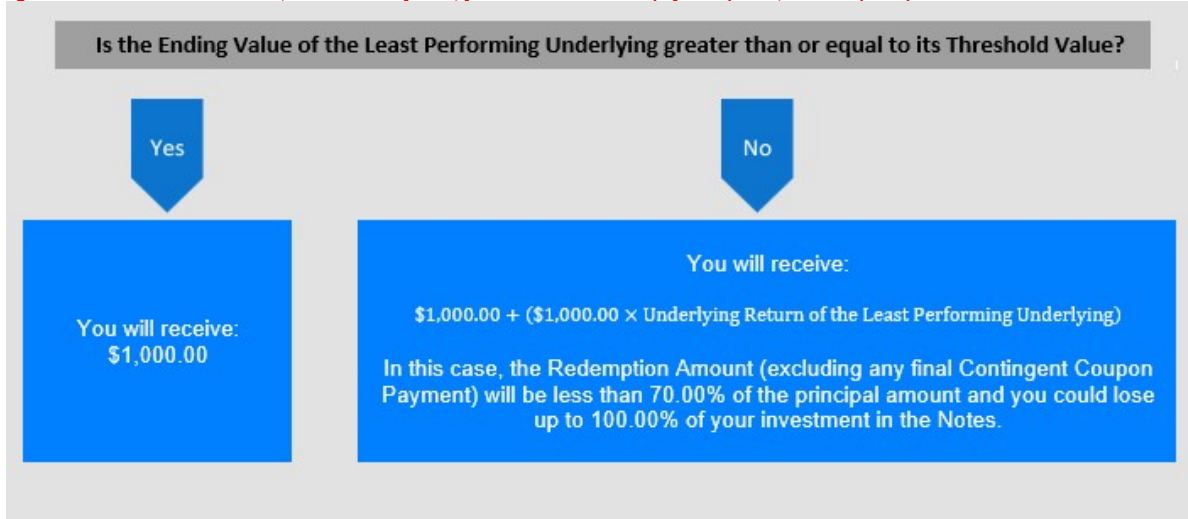 Is the Ending Value of the Least Performing Underlying greater than or equal to its Threshold Value?
Yes
No
You will receive:
$1,000.00
You will receive:
$1,000.00 + ($1,000.00 × Underlying Return of the Least Performing Underlying)
In this case, the Redemption Amount (excluding any final Contingent Coupon
Payment) will be less than 70.00% of the principal amount and you could lose
up to 100.00% of your investment in the Notes.